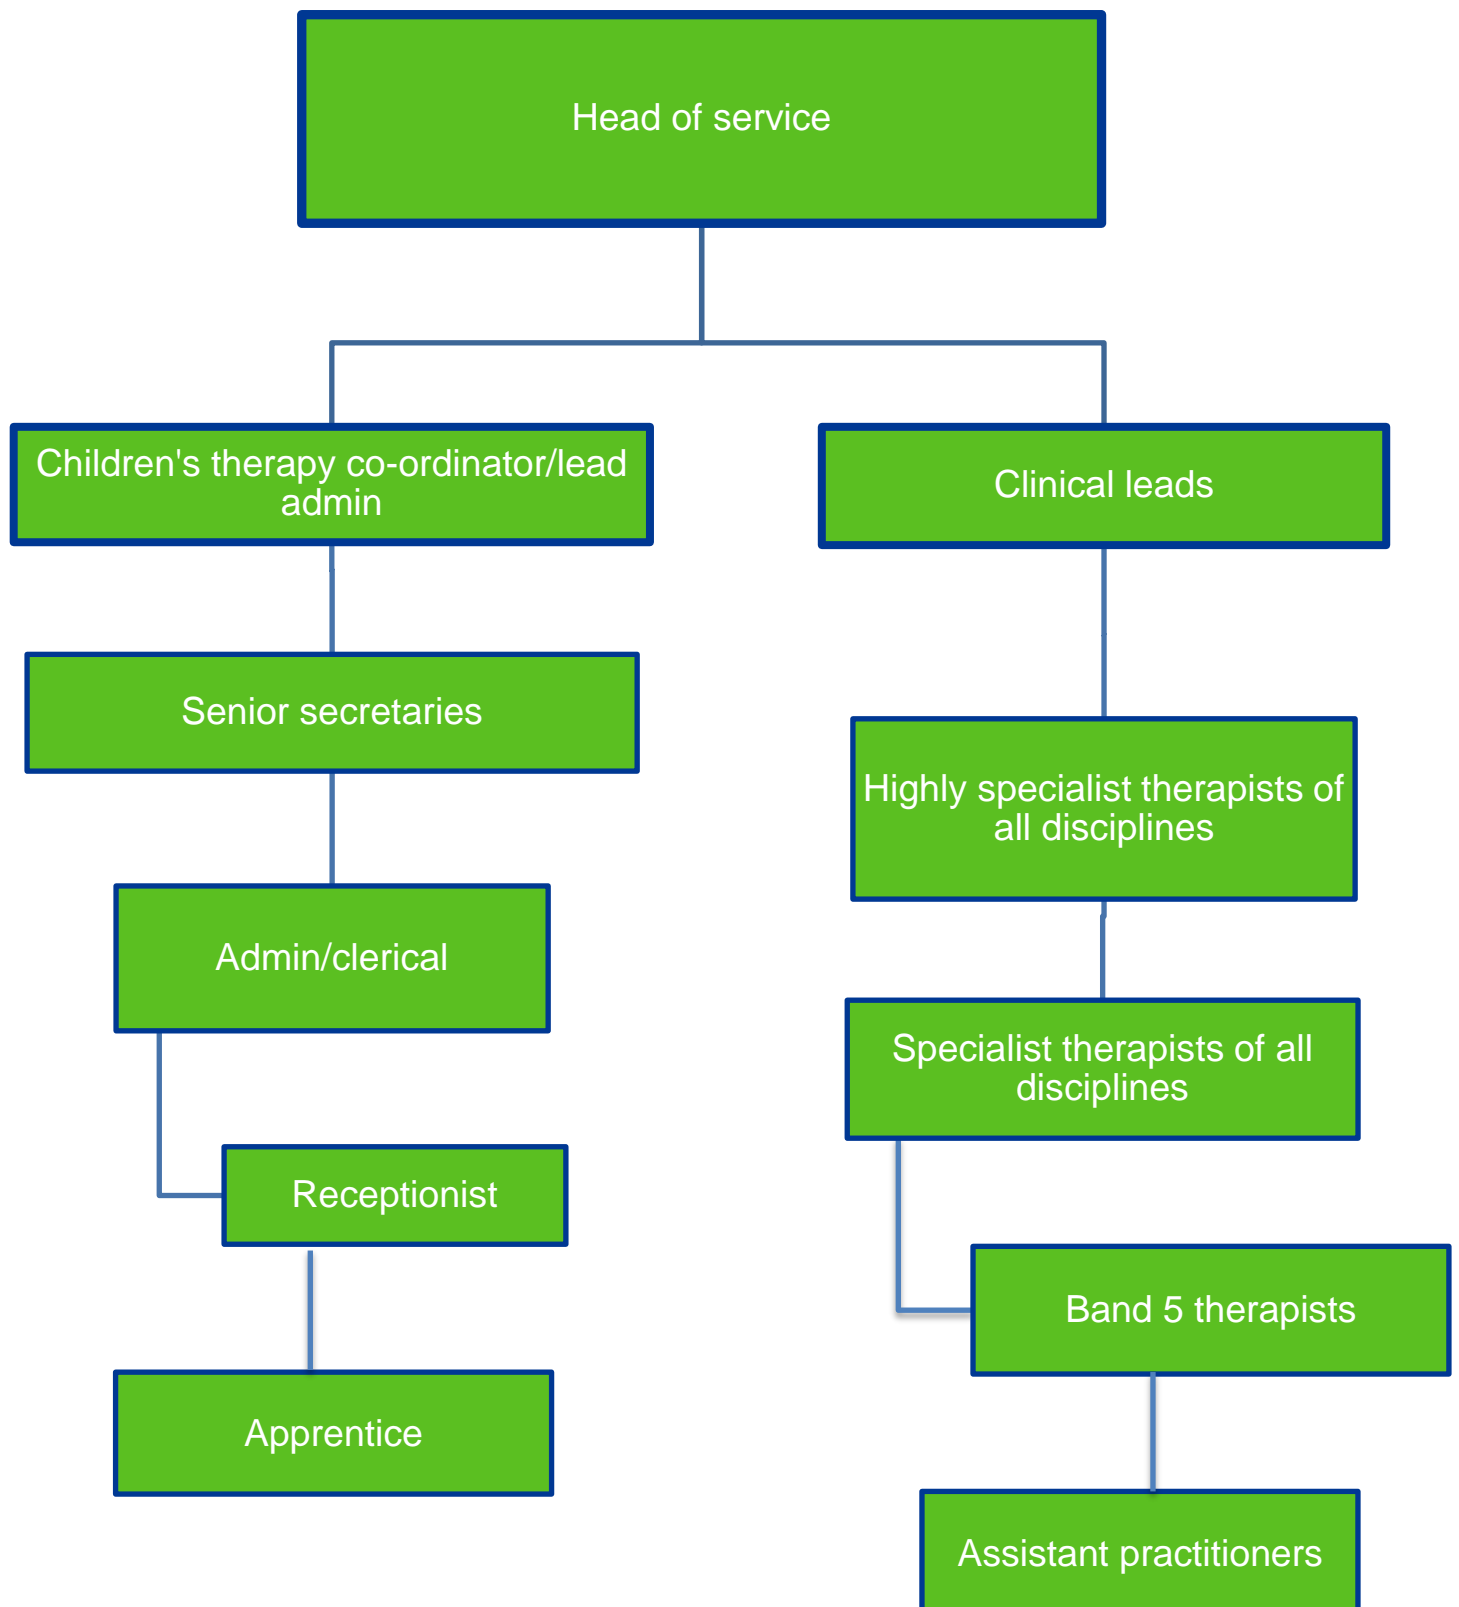 Head of service
Children's therapy co-ordinator/lead
admin
Clinical leads
Senior secretaries
Highly specialist therapists of
all disciplines
Admin/clerical
Specialist therapists of all
disciplines
Receptionist
Band 5 therapists
Apprentice
Assistant practitioners